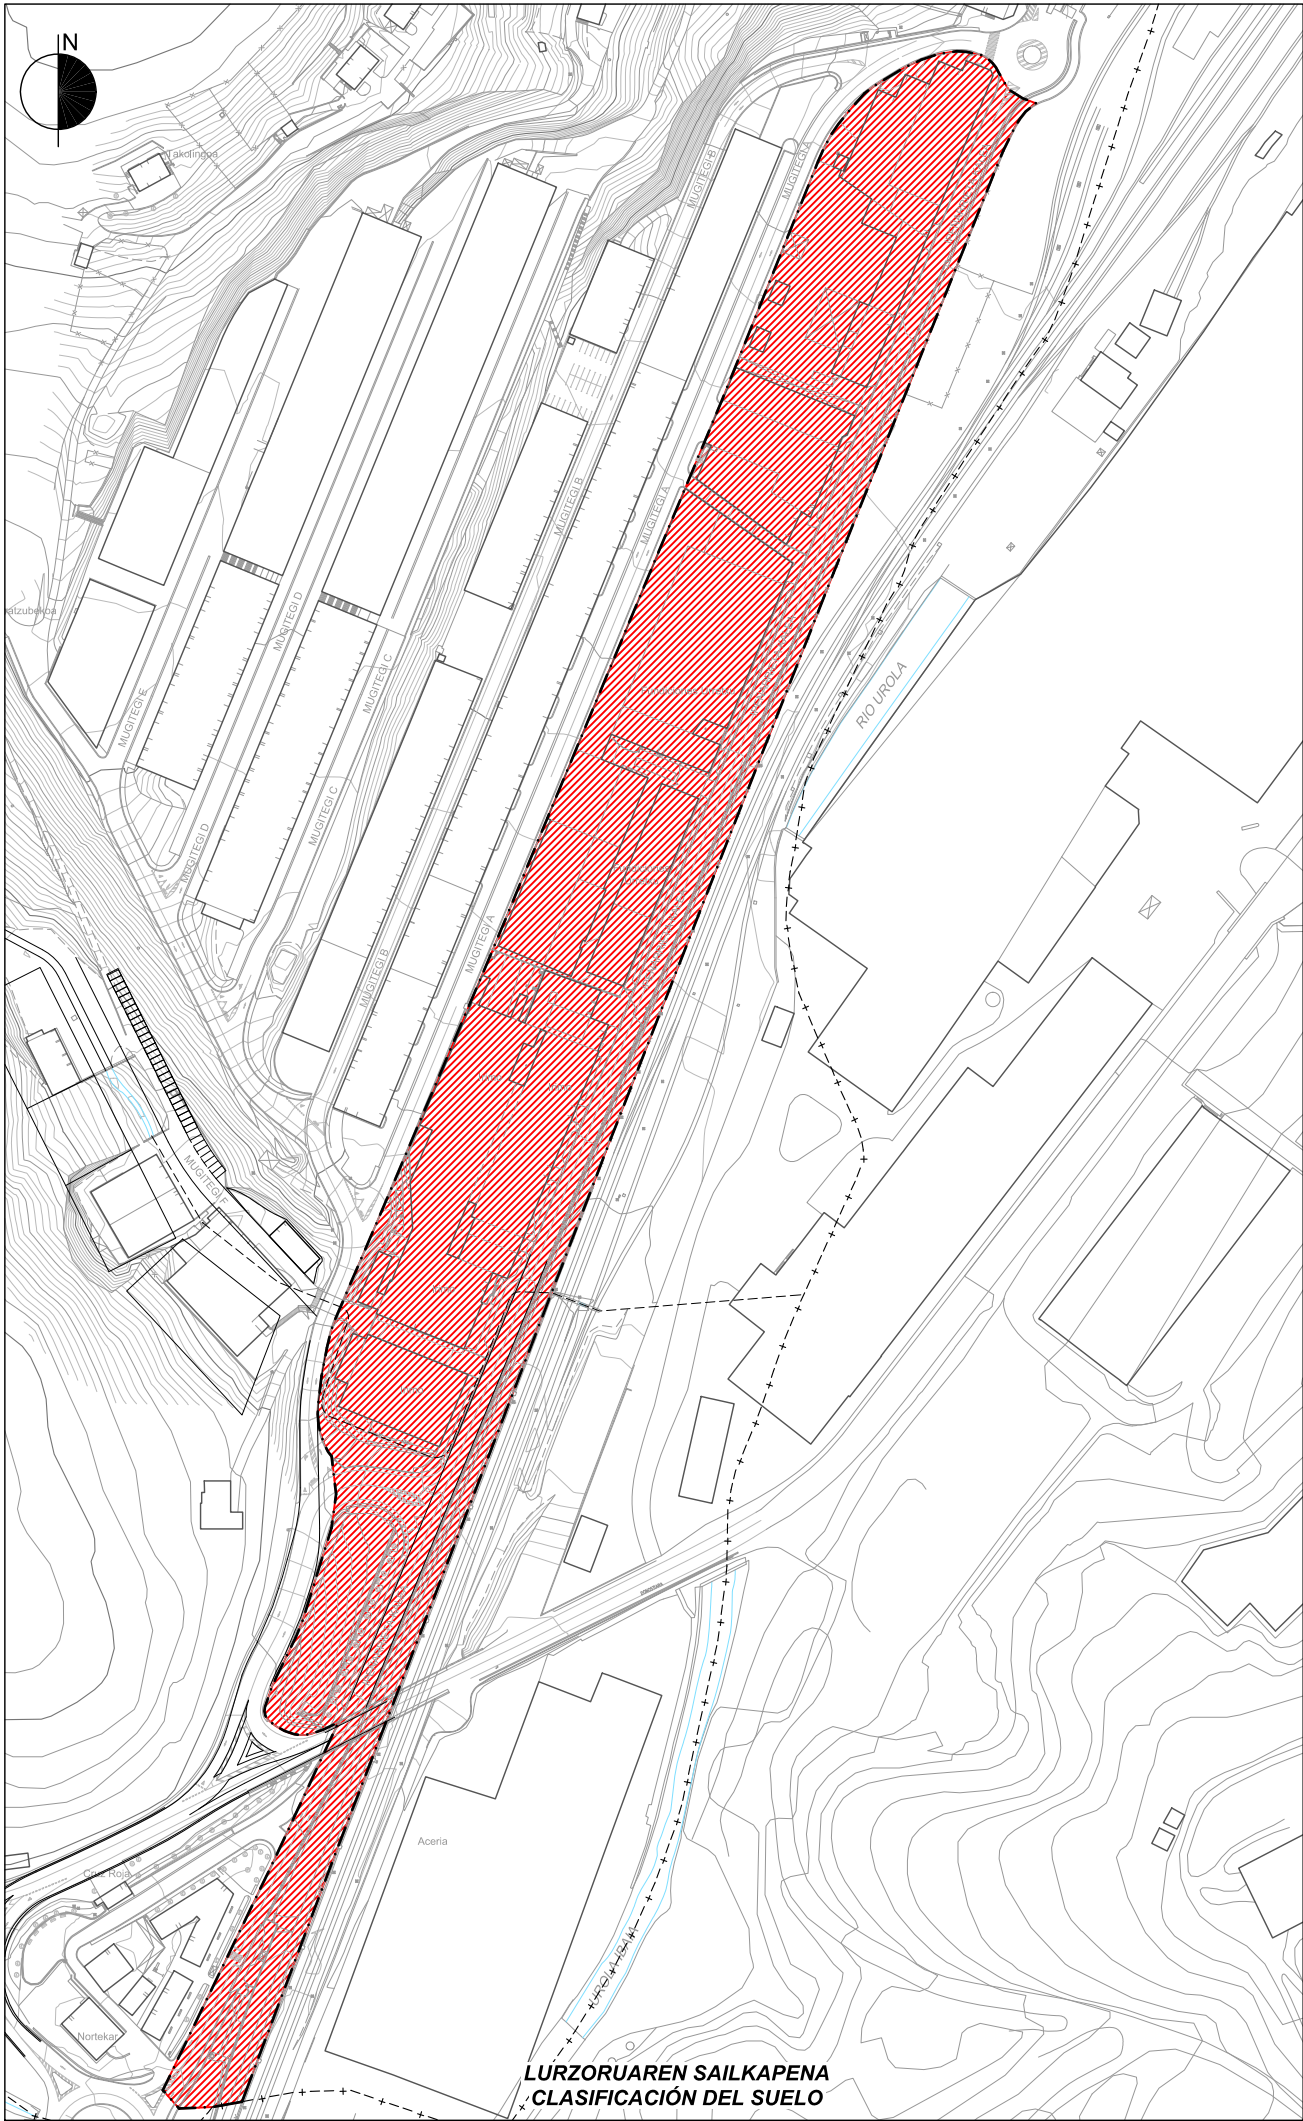 N
Takolingoa
MUGITEGI B
MUGITEGI A
MUGITEGI B
MUGITEGI A
MUGITEGI D
MUGITEGI C
MUGITEGI E
RIO UROLA
MUGITEGI C
MUGITEGI D
MUGITEGI A
MUGITEGI B
MUGITEGI F
Aceria
Cruz Roja
UROLA IBAIA
Nortekar
LURZORUAREN SAILKAPENA
CLASIFICACIÓN DEL SUELO